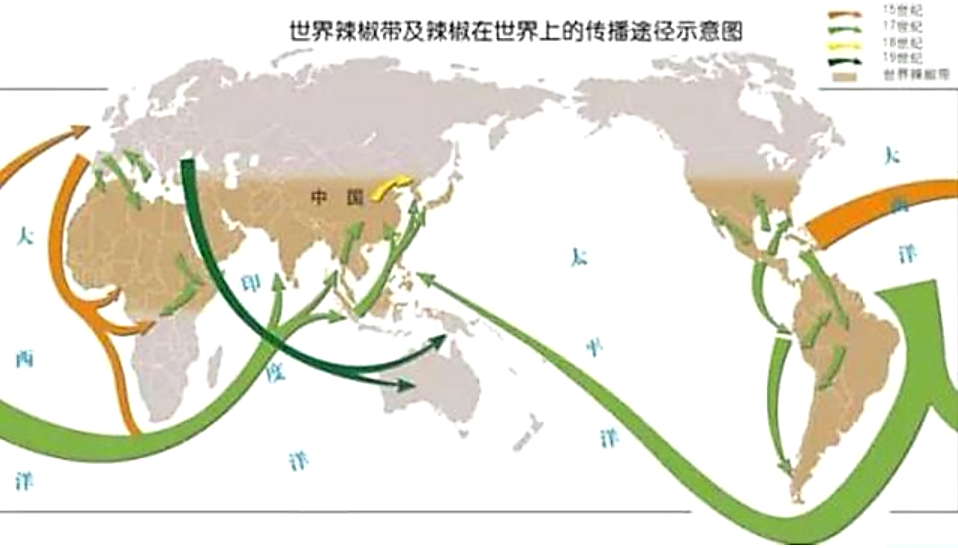 世界辣椒带及辣椒在世界上的传播途径示意图
15世纪
17世纪
18世纪
19世纪
世界辣椒带
中国
大
西
洋
印
度
洋
太
平
洋
大
西
洋